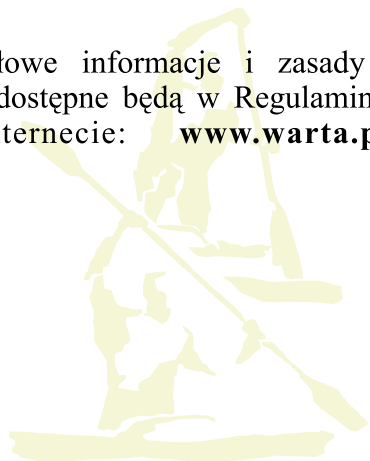 łowe informacje i zasady
dostępne będą w Regulamin
ternecie: www.warta.p